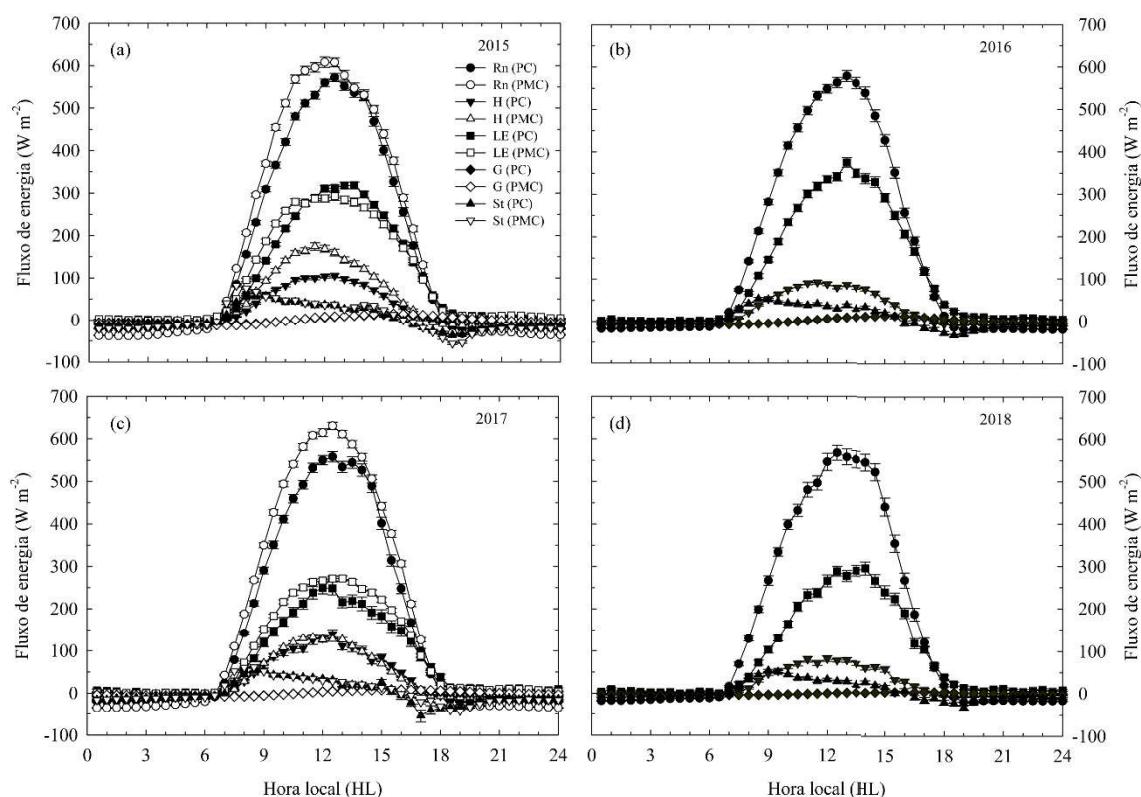 (a)
2015
Rn (PC)
Rn (PMC)
H (PC)
H (PMC)
LE (PC)
LE (PMC)
G (PC)
G (PMC)
St (PC)
St (PMC)
700
600
500
400
300
200
100
0
-100
Fluxo de energia (W m⁻²)
(b)
2016
700
600
500
400
300
200
100
0
-100
Fluxo de energia (W m⁻²)
(c)
2017
700
600
500
400
300
200
100
0
-100
Fluxo de energia (W m⁻²)
0 3 6 9 12 15 18 21 24
Hora local (HL)
(d)
2018
700
600
500
400
300
200
100
0
-100
Fluxo de energia (W m⁻²)
0 3 6 9 12 15 18 21 24
Hora local (HL)